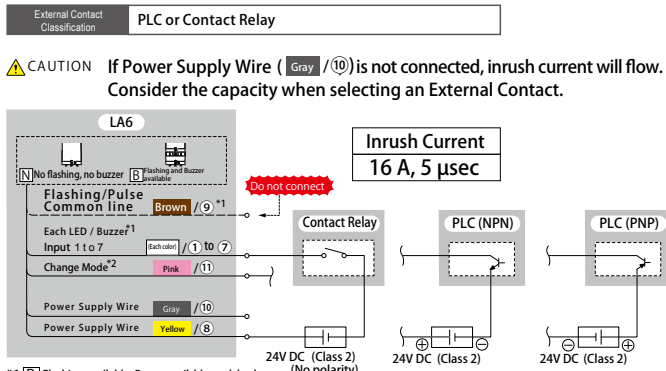 External Contact Classification
PLC or Contact Relay
CAUTION If Power Supply Wire ( Gray /⑩) is not connected, inrush current will flow.
Consider the capacity when selecting an External Contact.
LA6
N No flashing, no buzzer B Flashing and Buzzer available
Inrush Current
16 A, 5 μsec
Do not connect
Flashing/Pulse
Common line Brown /⑨ *1
Each LED / Buzzer*1
Input 1 to 7 (Each color) /① to ⑦
Change Mode*2 Pink /⑪
Power Supply Wire Gray /⑩
Power Supply Wire Yellow /⑧
Contact Relay
24V DC (Class 2)
(No polarity)
PLC (NPN)
⊕ ⊖
24V DC (Class 2)
PLC (PNP)
⊖ ⊕
24V DC (Class 2)